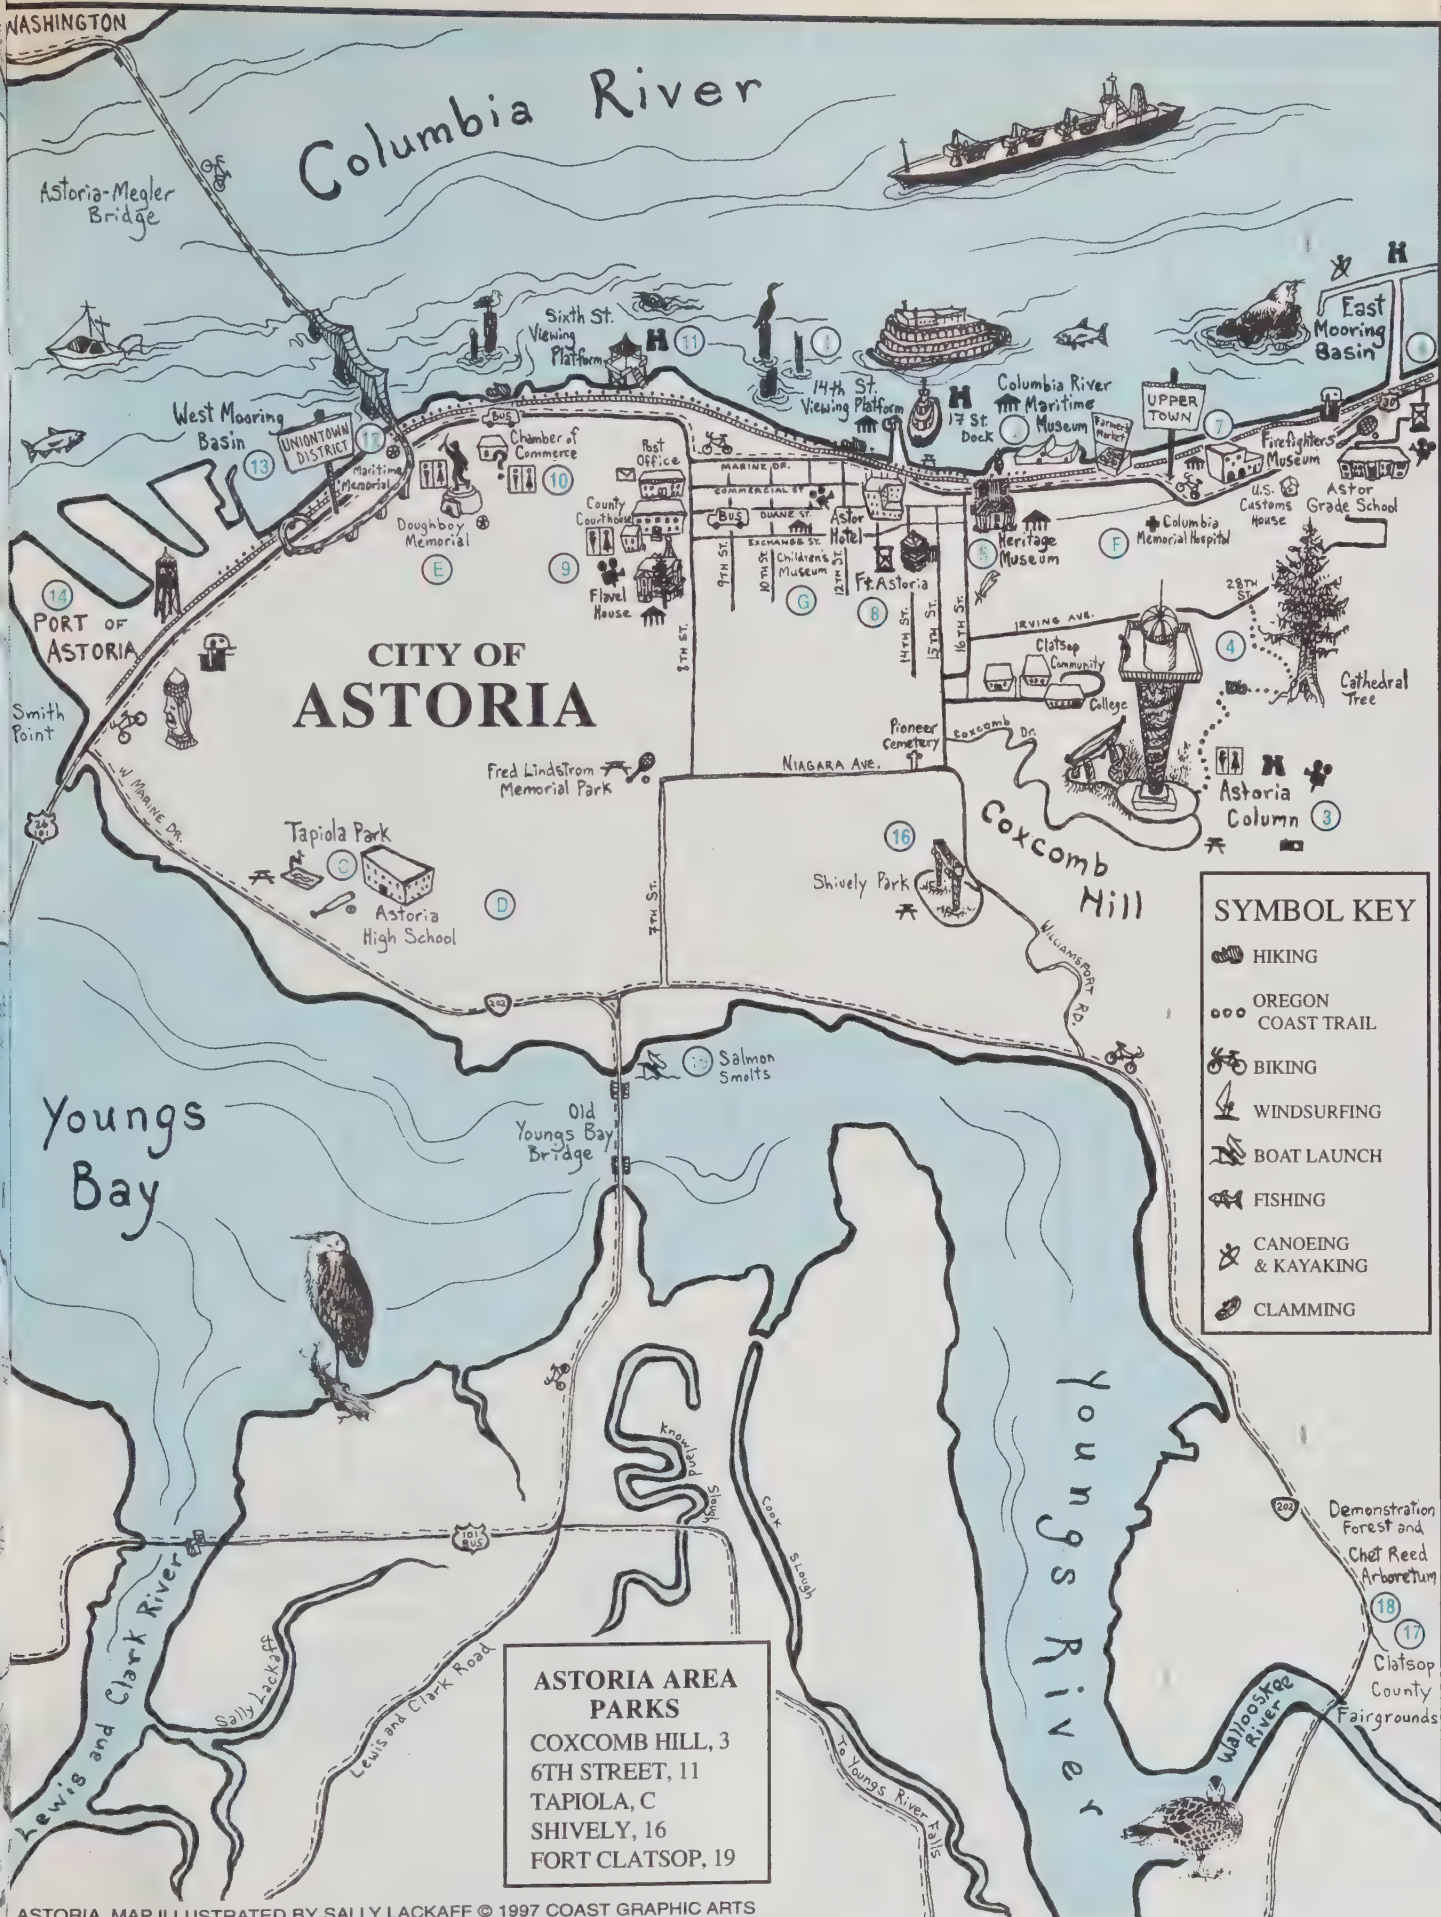 WASHINGTON
Columbia River
Astoria-Megler
Bridge
Sixth St.
Viewing
Platform
11
1
14th St.
Viewing Platform
17 St.
Dock
Columbia River
Maritime
Museum
Farmers
Market
UPPER
TOWN
7
East
Mooring
Basin
Firefighters
Museum
U.S.
Customs
House
Astor
Grade School
West Mooring
Basin
13
UNIONTOWN
DISTRICT
12
Maritime
Memorial
BUS
Chamber of
Commerce
10
Doughboy
Memorial
E
Post
Office
County
Courthouse
9
Flavel
House
MARINE DR.
COMMERCIAL ST.
BUS
DUANE ST.
EXCHANGE ST.
Astor
Hotel
Children's
Museum
G
8TH ST.
9TH ST.
10TH ST.
12TH ST.
Ft. Astoria
8
14TH ST.
15TH ST.
16TH ST.
5
Heritage
Museum
F
Columbia
Memorial Hospital
28TH
ST.
IRVING AVE.
Clatsop
Community
College
4
Cathedral
Tree
14
PORT OF
ASTORIA
Smith
Point
CITY OF
ASTORIA
26
101
W MARINE DR.
Fred Lindstrom
Memorial Park
Pioneer
Cemetery
Coxcomb Dr.
NIAGARA AVE.
Astoria
Column
3
Coxcomb
Hill
Tapiola Park
C
Astoria
High School
D
7TH ST.
16
Shively Park
WILLIAMSPORT RD.
202
SYMBOL KEY
HIKING
OREGON
COAST TRAIL
BIKING
WINDSURFING
BOAT LAUNCH
FISHING
CANOEING
& KAYAKING
CLAMMING
Salmon
Smolts
Old
Youngs Bay
Bridge
Youngs
Bay
Youngs River
Knowland
Slough
Cook
Slough
101
BUS
202
Demonstration
Forest and
Chet Reed
Arboretum
18
17
Clatsop
County
Fairgrounds
Wallooskee
River
Lewis and Clark River
Sally Lackaff
Lewis and Clark Road
To Youngs River
Falls
ASTORIA AREA
PARKS
COXCOMB HILL, 3
6TH STREET, 11
TAPIOLA, C
SHIVELY, 16
FORT CLATSOP, 19
ASTORIA MAP ILLUSTRATED BY SALLY LACKAFF © 1997 COAST GRAPHIC ARTS